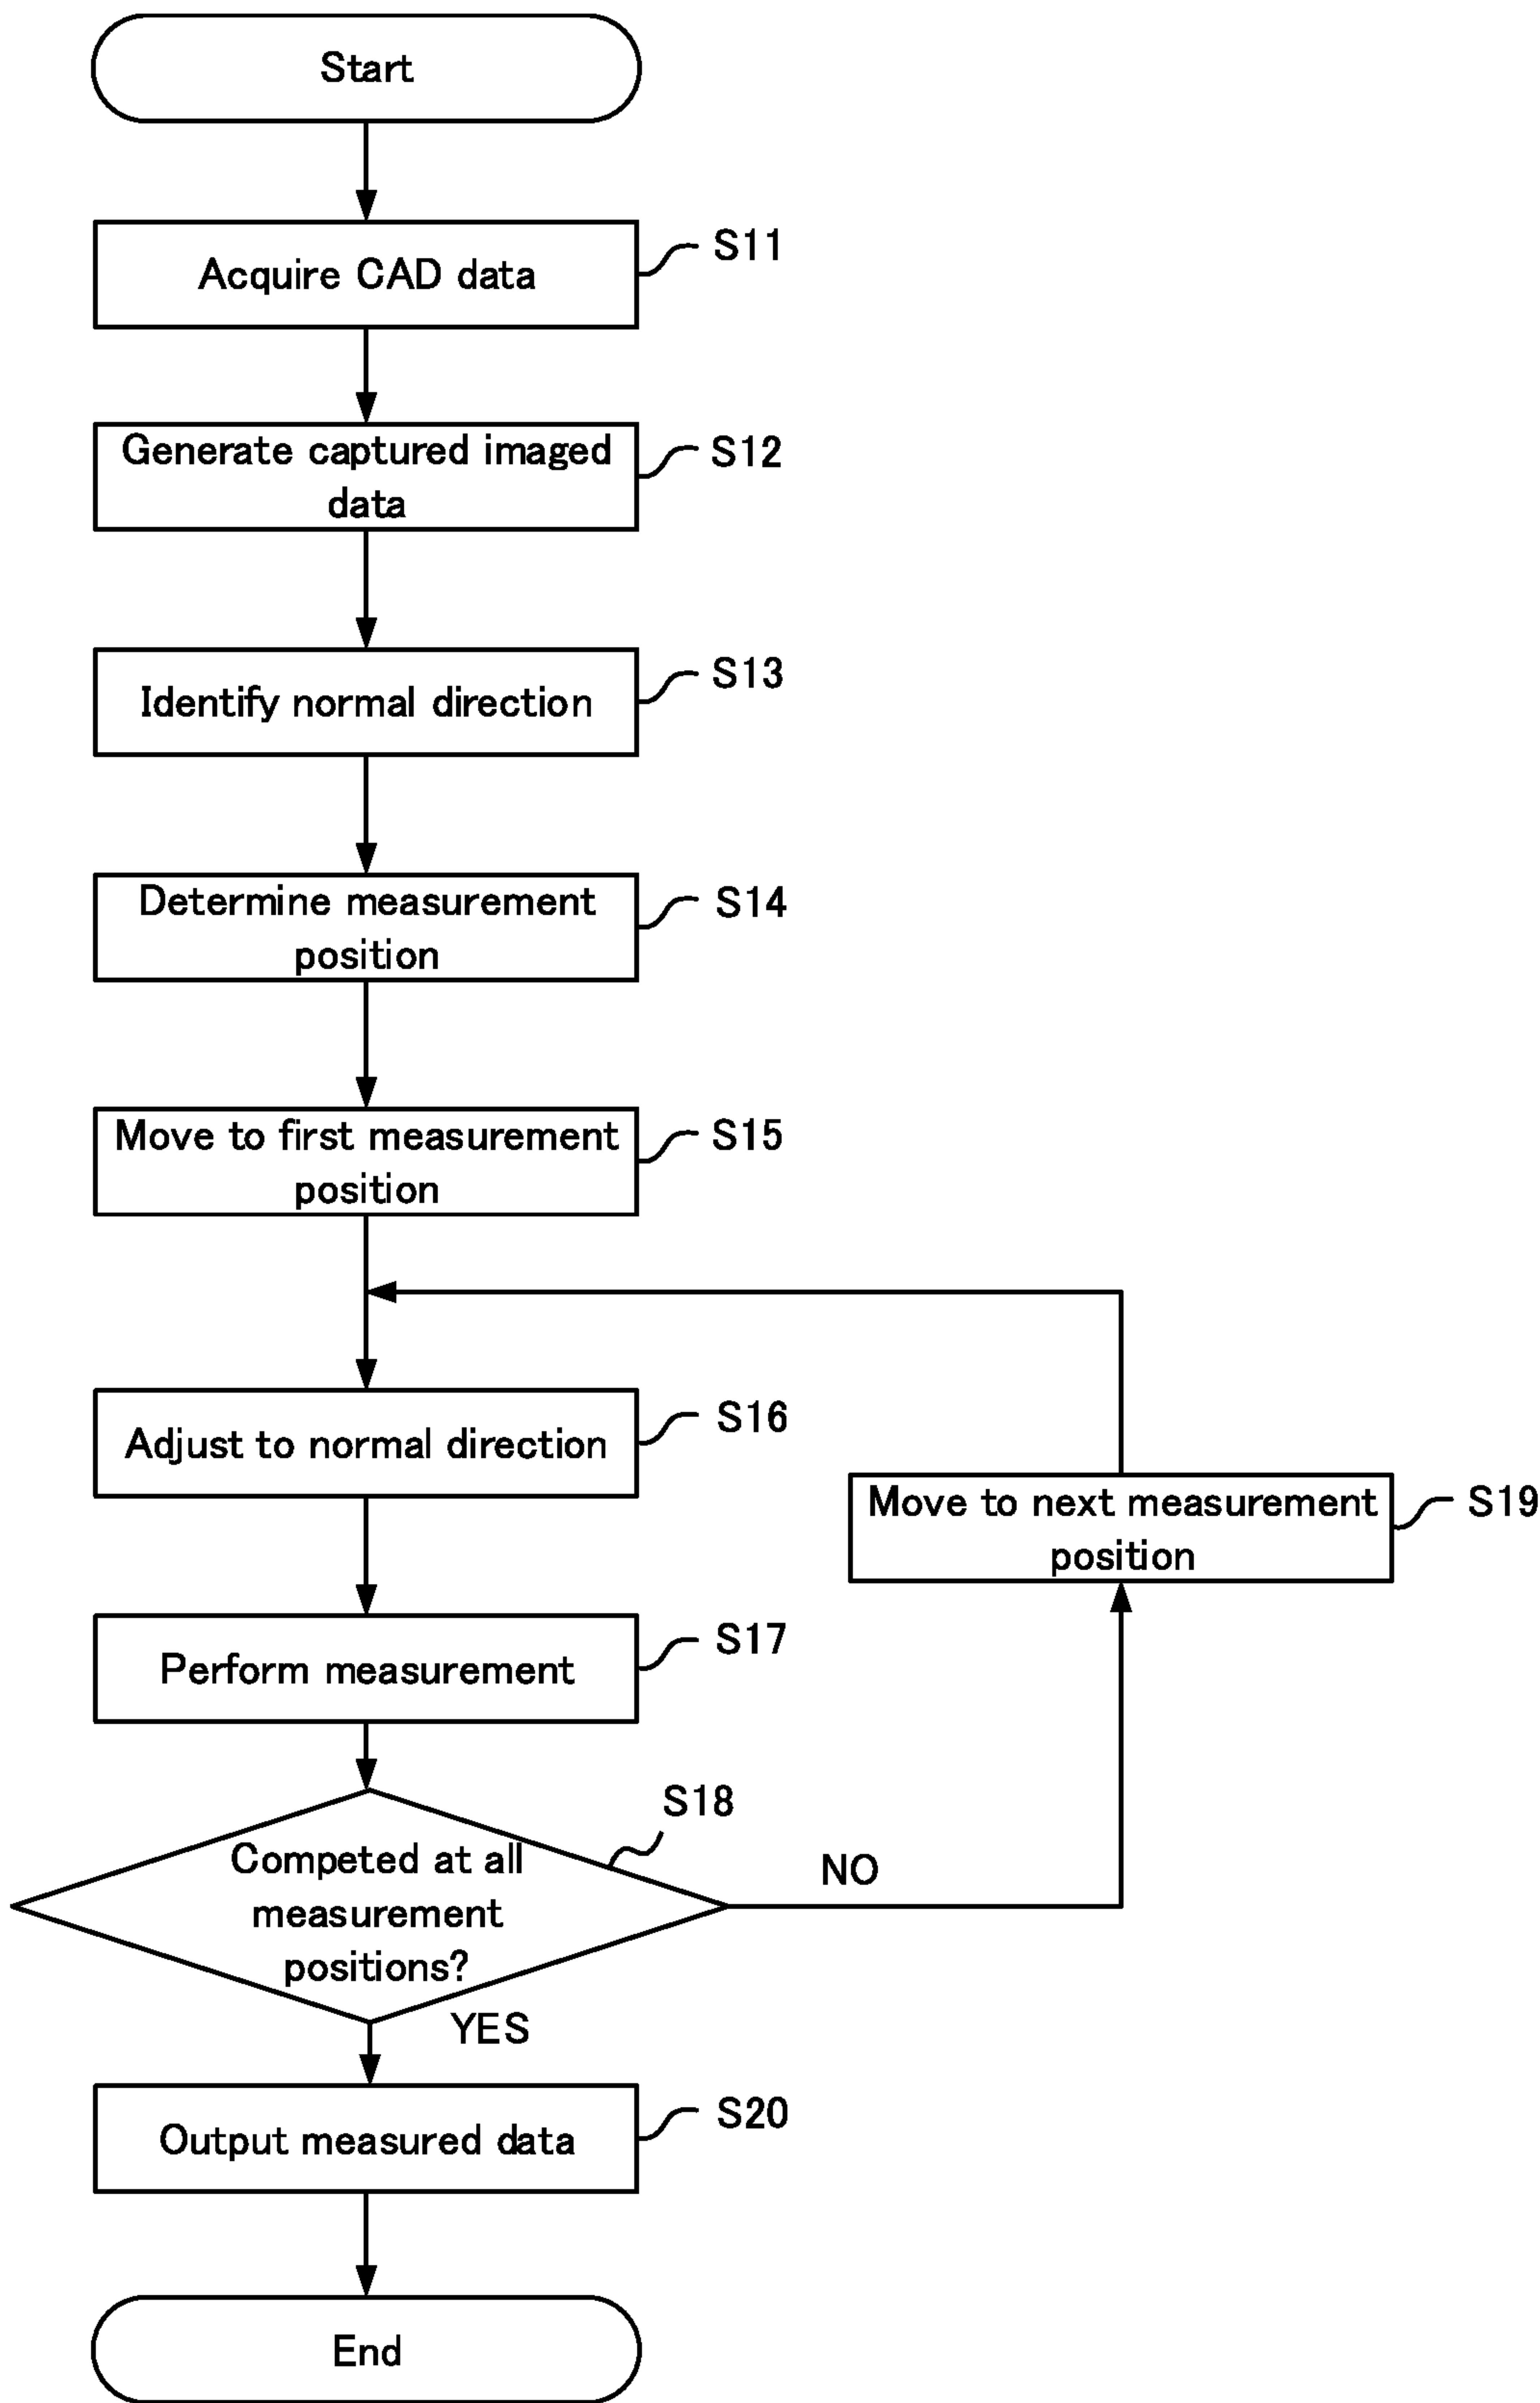 Start
Acquire CAD data
S11
Generate captured imaged
data
S12
Identify normal direction
S13
Determine measurement
position
S14
Move to first measurement
position
S15
Adjust to normal direction
S16
Move to next measurement
position
S19
Perform measurement
S17
S18
Competed at all
measurement
positions?
NO
YES
Output measured data
S20
End